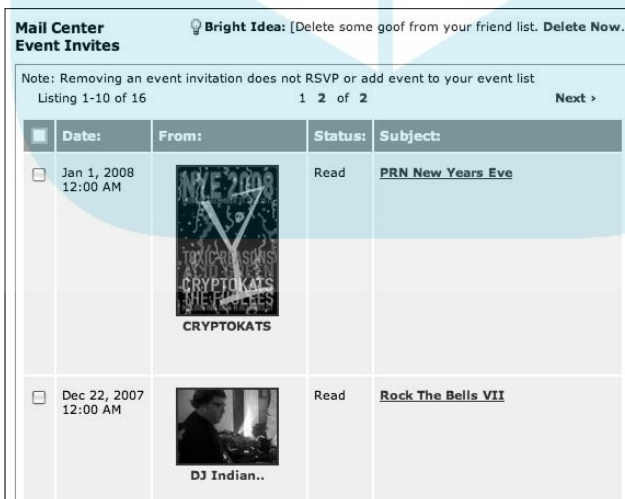 Mail Center
Event Invites
Bright Idea: [Delete some goof from your friend list. Delete Now.
Note: Removing an event invitation does not RSVP or add event to your event list
Listing 1-10 of 16
1 2 of 2
Next ›
Date:
From:
Status:
Subject:
Jan 1, 2008
12:00 AM
NYE 2008
TOXIC REASONS
CRYPTOKATS
CRYPTOKATS
Read
PRN New Years Eve
Dec 22, 2007
12:00 AM
DJ Indian..
Read
Rock The Bells VII